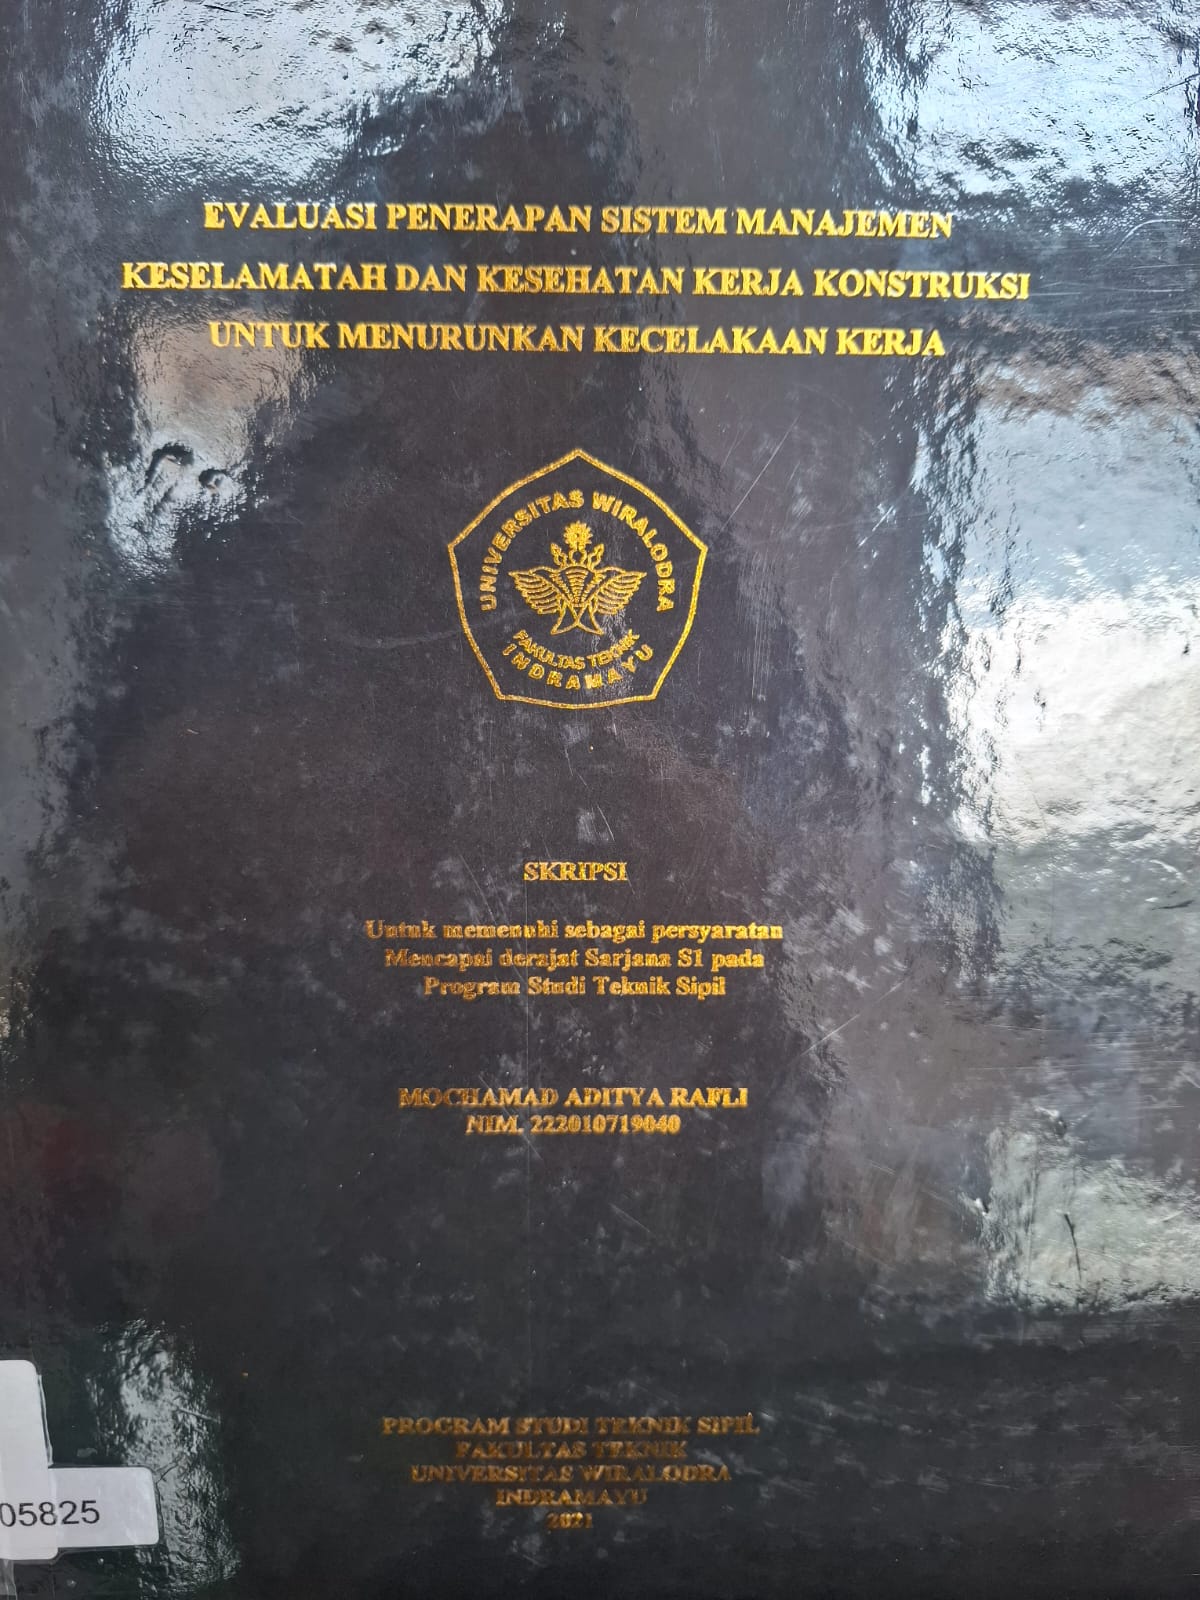 EVALUASI PENERAPAN SISTEM MANAJEMEN
KESELAMATAH DAN KESEHATAN KERJA KONSTRUKSI
UNTUK MENURUNKAN KECELAKAAN KERJA
UNIVERSITAS WIRALODRA
FAKULTAS TEKNIK
INDRAMAYU
SKRIPSI
Untuk memenuhi sebagai persyaratan
Mencapai derajat Sarjana S1 pada
Program Studi Teknik Sipil
MOCHAMAD ADITYA RAFLI
NIM. 222010719040
PROGRAM STUDI TEKNIK SIPIL
FAKULTAS TEKNIK
UNIVERSITAS WIRALODRA
INDRAMAYU
2021
05825